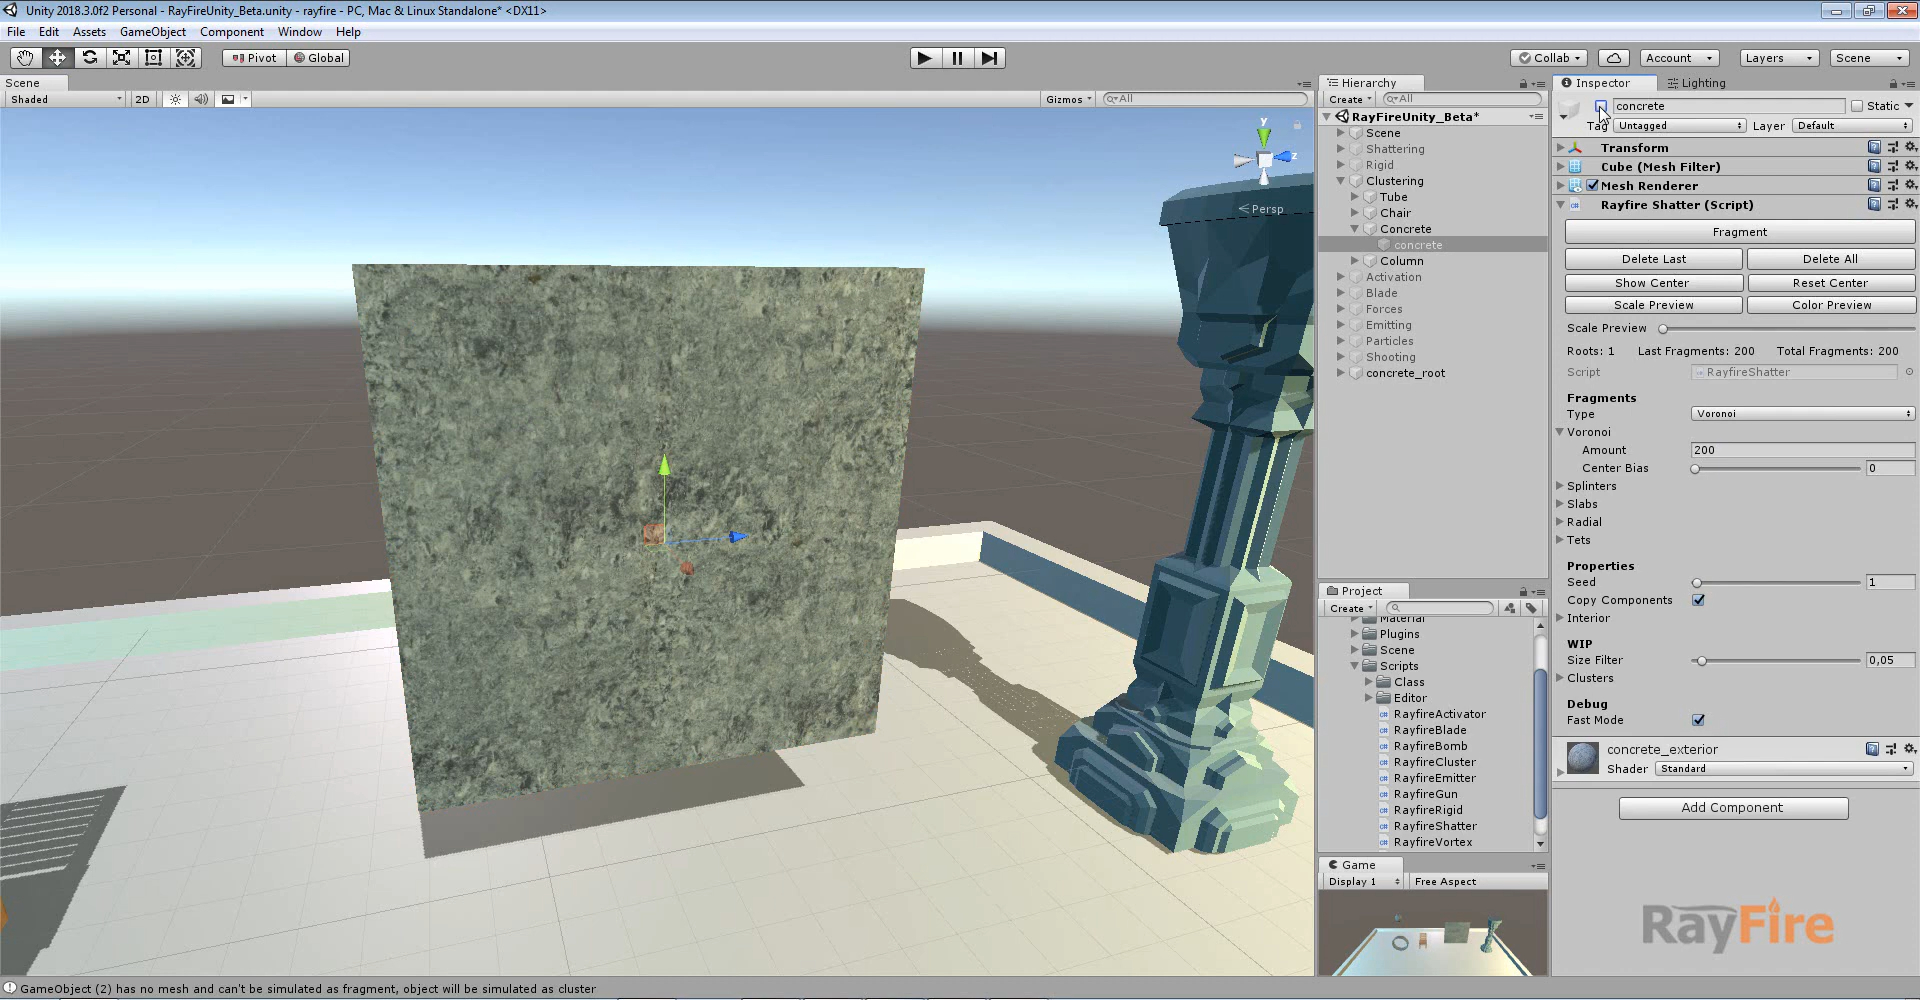 Unity 2018.3.0f2 Personal - RayFireUnity_Beta.unity - rayfire - PC, Mac & Linux Standalone* <DX11>
File Edit Assets GameObject Component Window Help
Pivot Global Collab Account Layers Scene
Scene
Shaded 2D Gizmos All
y
z
Persp
Hierarchy
Create All
RayFireUnity_Beta*
Scene
Shattering
Rigid
Clustering
Tube
Chair
Concrete
concrete
Column
Activation
Blade
Forces
Emitting
Particles
Shooting
concrete_root
Project
Create
Material
Plugins
Scene
Scripts
Class
Editor
RayfireActivator
RayfireBlade
RayfireBomb
RayfireCluster
RayfireEmitter
RayfireGun
RayfireRigid
RayfireShatter
RayfireVortex
Game
Display 1 Free Aspect
Inspector Lighting
concrete Static
Tag Untagged Layer Default
Transform
Cube (Mesh Filter)
Mesh Renderer
Rayfire Shatter (Script)
Fragment
Delete Last Delete All
Show Center Reset Center
Scale Preview Color Preview
Scale Preview
Roots: 1 Last Fragments: 200 Total Fragments: 200
Script RayfireShatter
Fragments
Type Voronoi
Voronoi
Amount 200
Center Bias 0
Splinters
Slabs
Radial
Tets
Properties
Seed 1
Copy Components
Interior
WIP
Size Filter 0,05
Clusters
Debug
Fast Mode
concrete_exterior
Shader Standard
Add Component
RayFire
GameObject (2) has no mesh and can't be simulated as fragment, object will be simulated as cluster